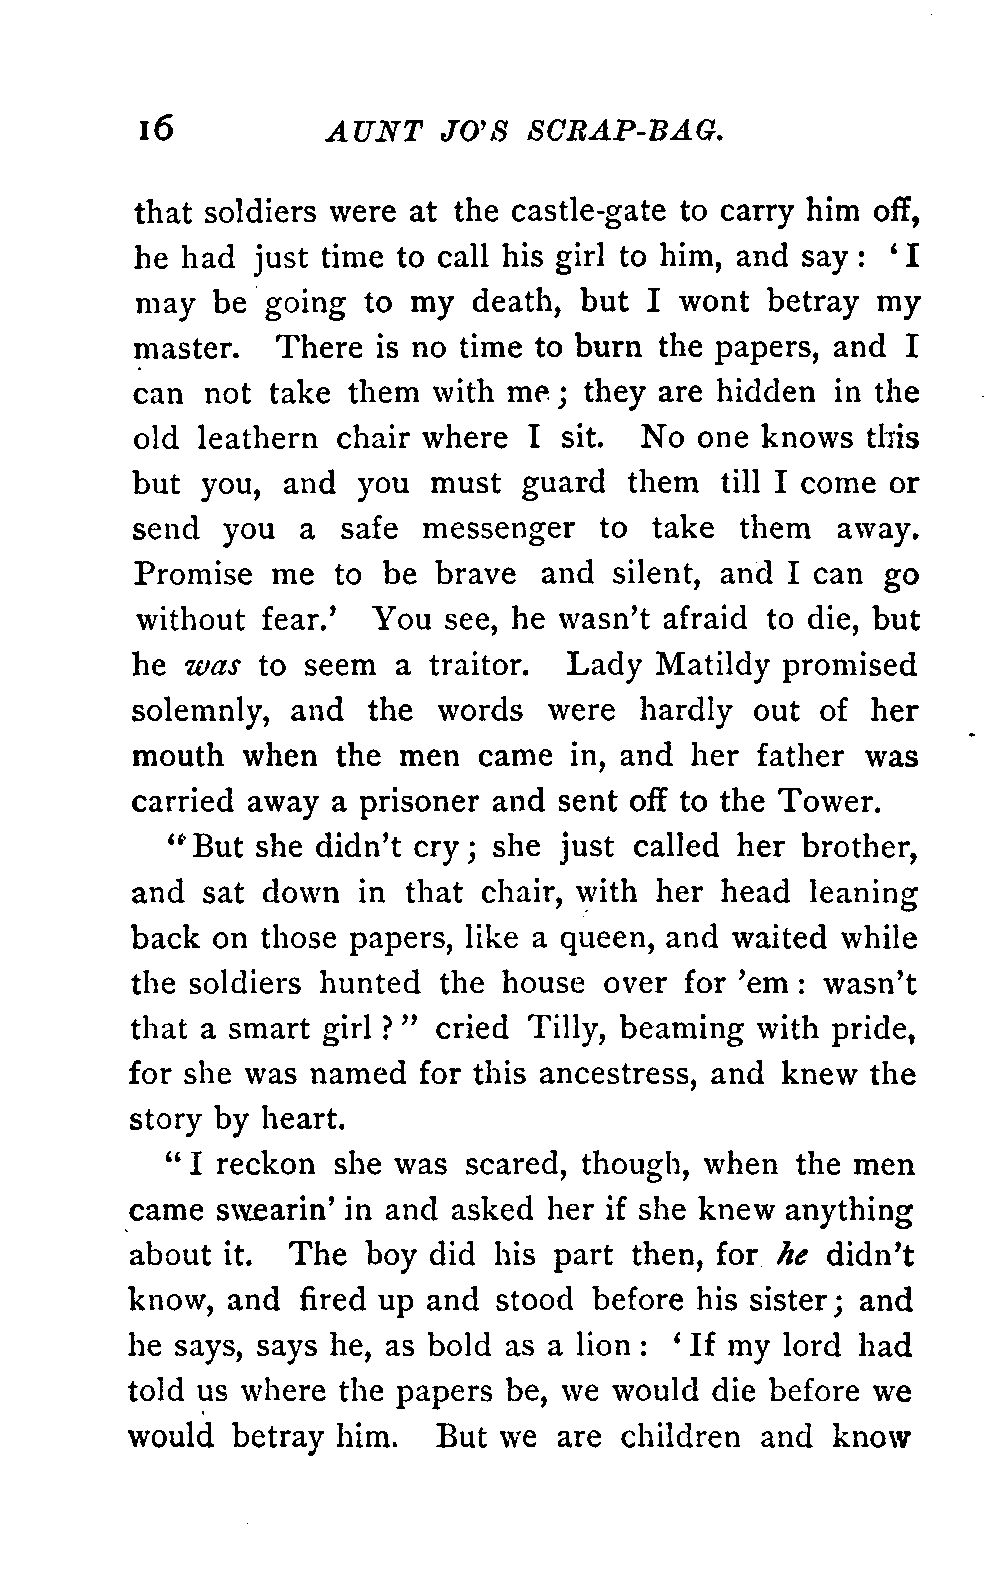 16 AUNT JO'S SCRAP-BAG.
that soldiers were at the castle-gate to carry him off,
he had just time to call his girl to him, and say: 'I
may be going to my death, but I wont betray my
master. There is no time to burn the papers, and I
can not take them with me; they are hidden in the
old leathern chair where I sit. No one knows this
but you, and you must guard them till I come or
send you a safe messenger to take them away.
Promise me to be brave and silent, and I can go
without fear.' You see, he wasn't afraid to die, but
he was to seem a traitor. Lady Matildy promised
solemnly, and the words were hardly out of her
mouth when the men came in, and her father was
carried away a prisoner and sent off to the Tower.
"But she didn't cry; she just called her brother,
and sat down in that chair, with her head leaning
back on those papers, like a queen, and waited while
the soldiers hunted the house over for 'em: wasn't
that a smart girl?" cried Tilly, beaming with pride,
for she was named for this ancestress, and knew the
story by heart.
"I reckon she was scared, though, when the men
came swearin' in and asked her if she knew anything
about it. The boy did his part then, for he didn't
know, and fired up and stood before his sister; and
he says, says he, as bold as a lion: 'If my lord had
told us where the papers be, we would die before we
would betray him. But we are children and know